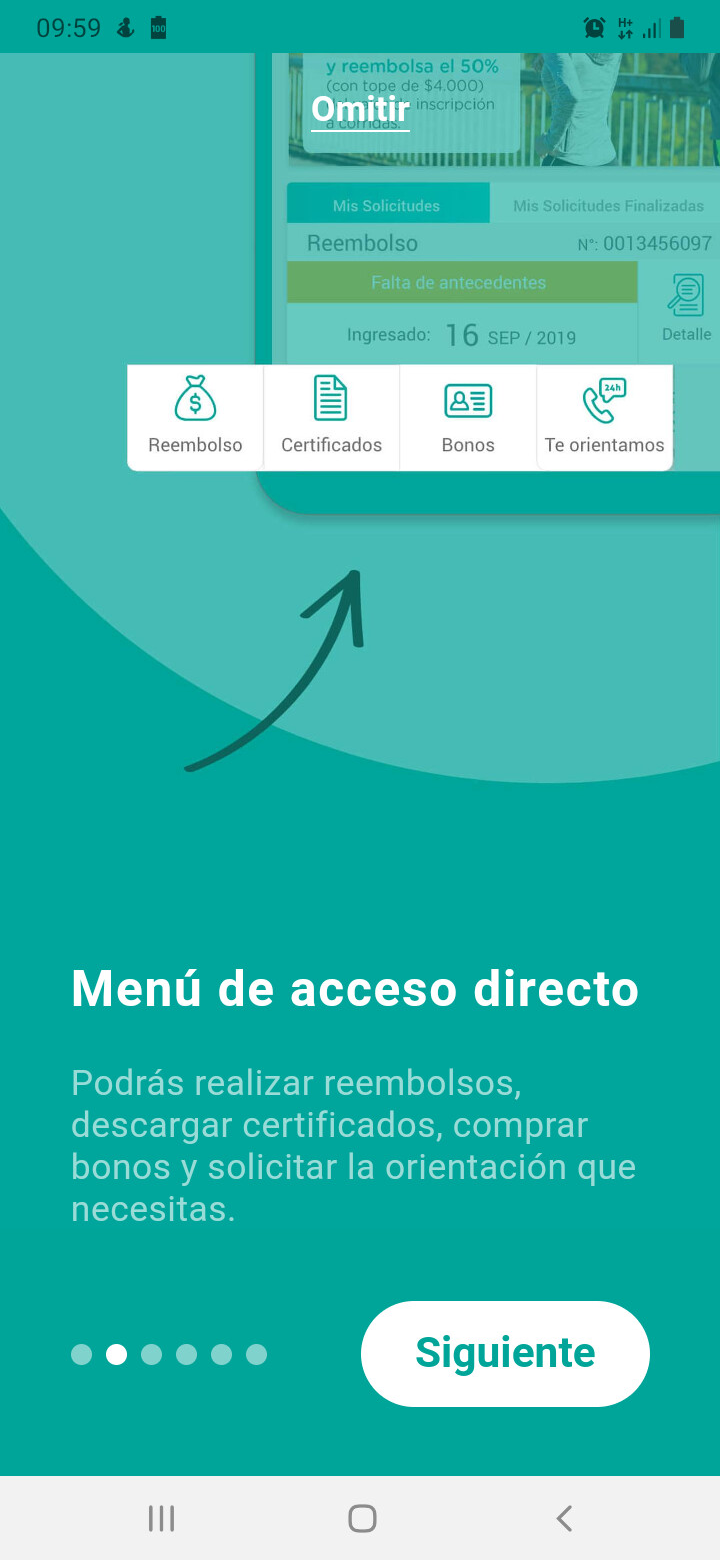 09:59
100
H+
y reembolsa el 50%
(con tope de $4.000)
Omitir
inscripción
a corridas.
Mis Solicitudes
Mis Solicitudes Finalizadas
Reembolso
N°: 0013456097
Falta de antecedentes
Ingresado: 16 SEP / 2019
Detalle
$
24h
Reembolso
Certificados
Bonos
Te orientamos
Menú de acceso directo
Podrás realizar reembolsos,
descargar certificados, comprar
bonos y solicitar la orientación que
necesitas.
Siguiente